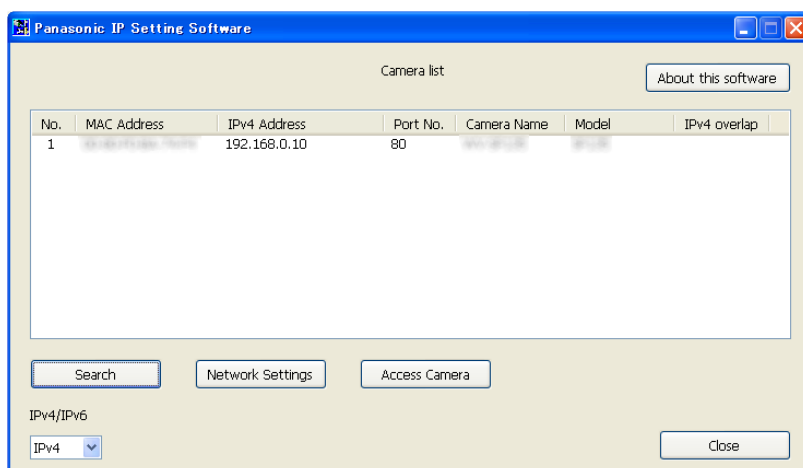 Panasonic IP Setting Software
Camera list
About this software
No. MAC Address IPv4 Address Port No. Camera Name Model IPv4 overlap
1 192.168.0.10 80
Search Network Settings Access Camera
IPv4/IPv6
IPv4
Close